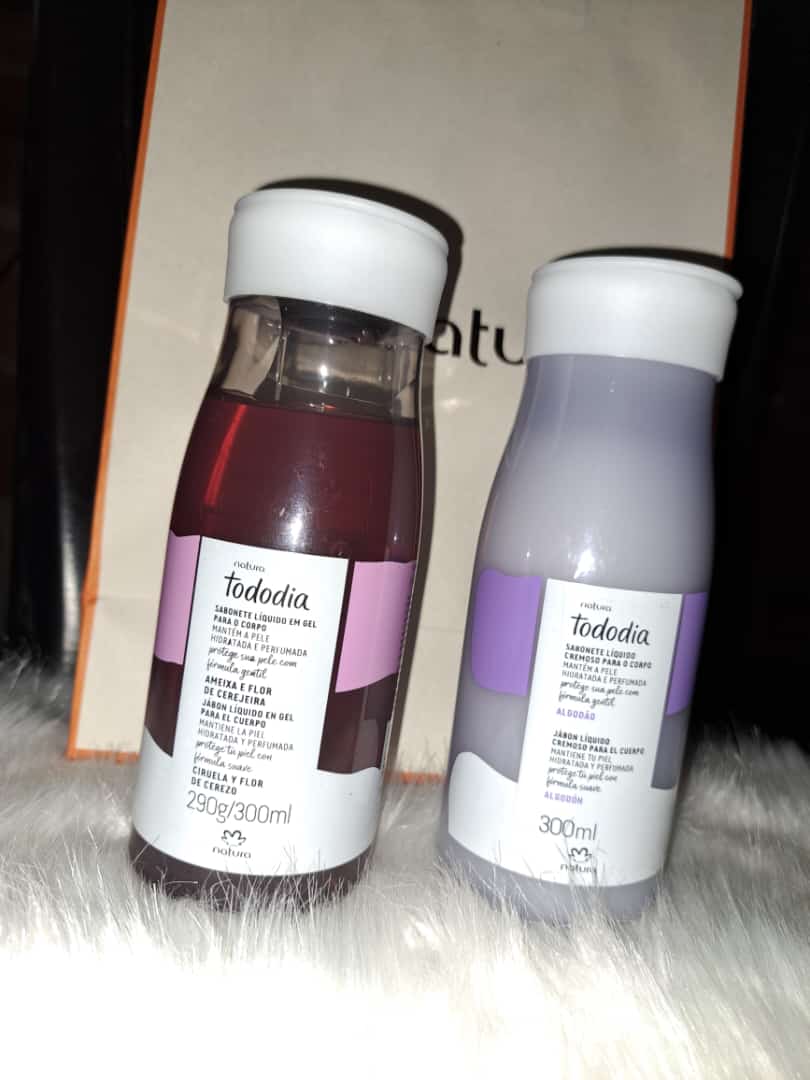 atu
natura
tododia
SABONETE LÍQUIDO EM GEL
PARA O CORPO
MANTÉM A PELE
HIDRATADA E PERFUMADA
protege sua pele com
fórmula gentil
AMEIXA E FLOR
DE CEREJEIRA
JABÓN LÍQUIDO EN GEL
PARA EL CUERPO
MANTIENE LA PIEL
HIDRATADA Y PERFUMADA
protege tu piel con
fórmula suave
CIRUELA Y FLOR
DE CEREZO
290g/300ml
natura
natura
tododia
SABONETE LÍQUIDO
CREMOSO PARA O CORPO
MANTÉM A PELE
HIDRATADA E PERFUMADA
protege sua pele com
fórmula gentil
ALGODÃO
JABÓN LÍQUIDO
CREMOSO PARA EL CUERPO
MANTIENE TU PIEL
HIDRATADA Y PERFUMADA
protege tu piel con
fórmula suave
ALGODÓN
300ml
natura